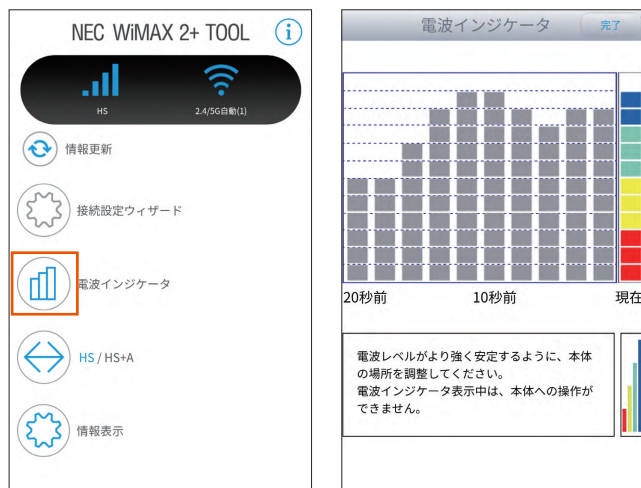 NEC WiMAX 2+ TOOL
i
HS
2.4/5G自動(1)
情報更新
接続設定ウィザード
電波インジケータ
HS / HS+A
情報表示
電波インジケータ
完了
20秒前
10秒前
現在
電波レベルがより強く安定するように、本体
の場所を調整してください。
電波インジケータ表示中は、本体への操作が
できません。